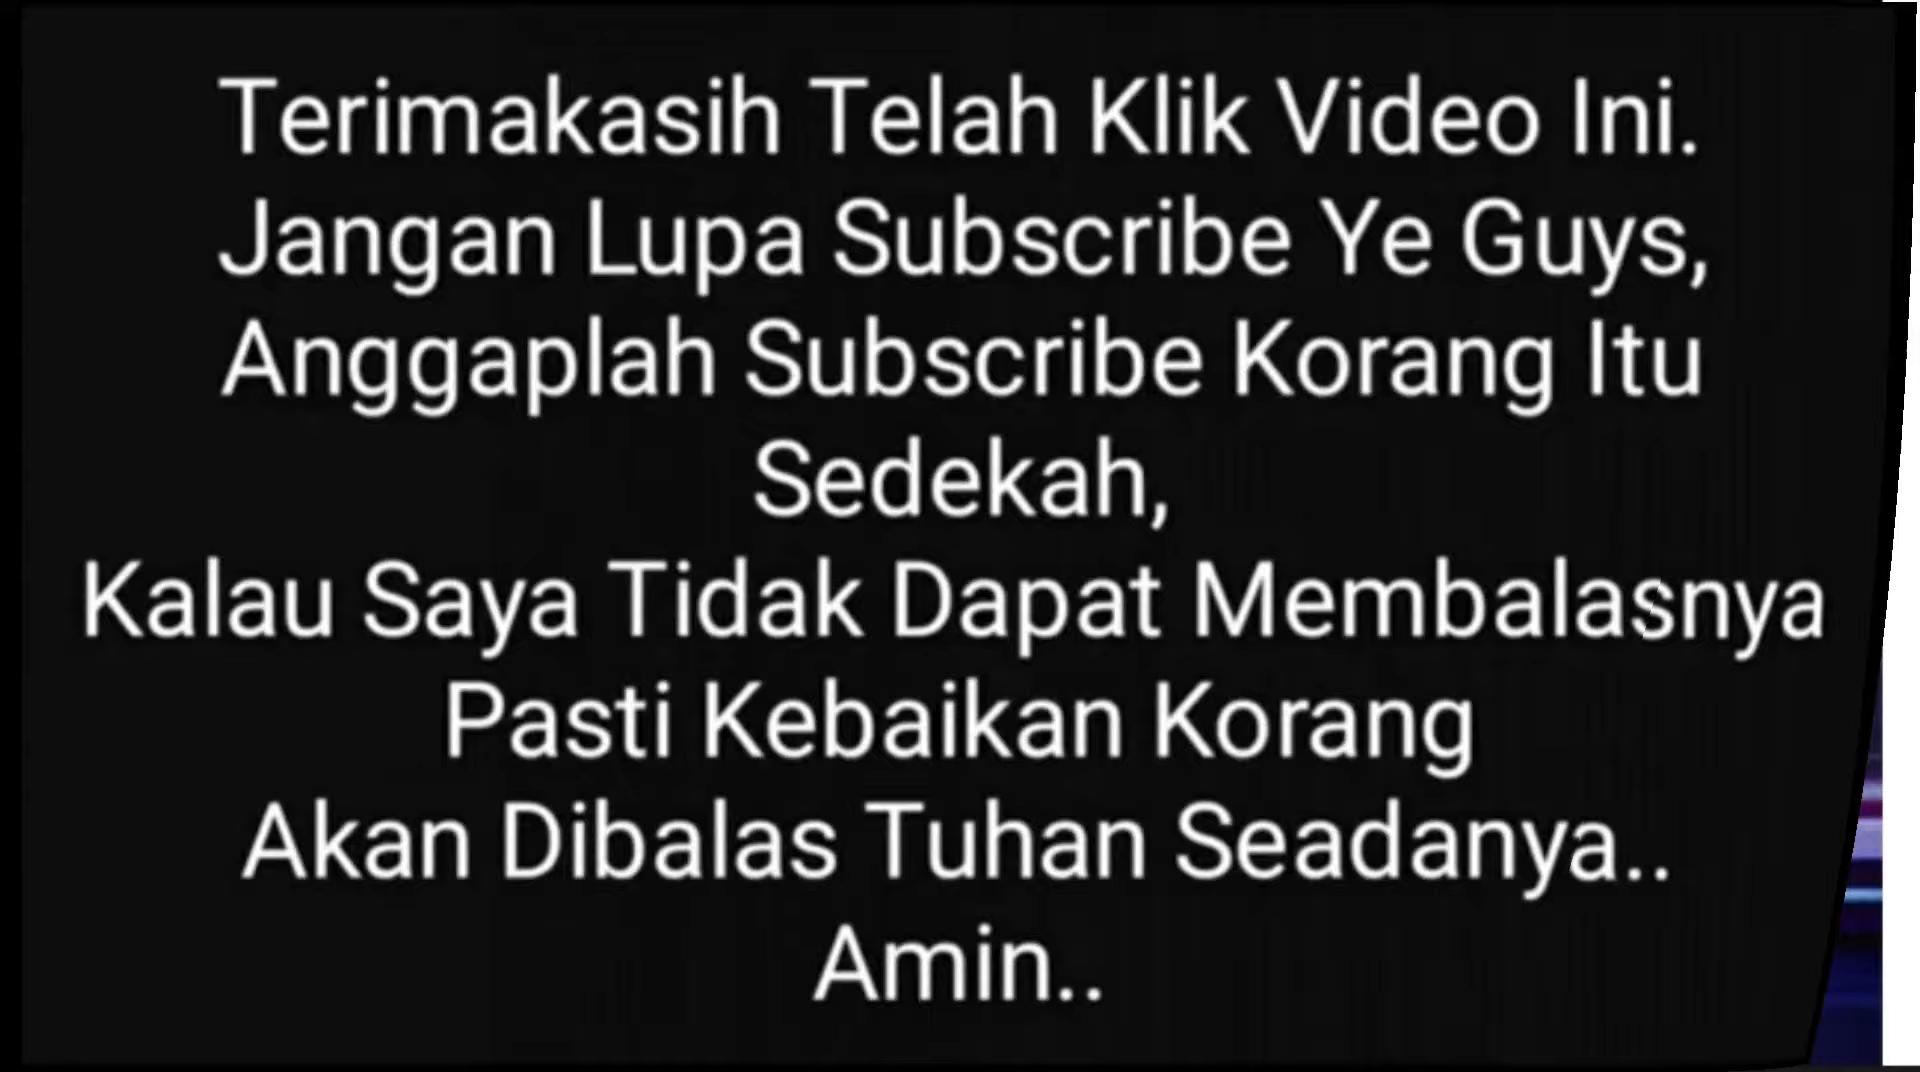 Terimakasih Telah Klik Video Ini.
Jangan Lupa Subscribe Ye Guys,
Anggaplah Subscribe Korang Itu
Sedekah,
Kalau Saya Tidak Dapat Membalasnya
Pasti Kebaikan Korang
Akan Dibalas Tuhan Seadanya..
Amin..